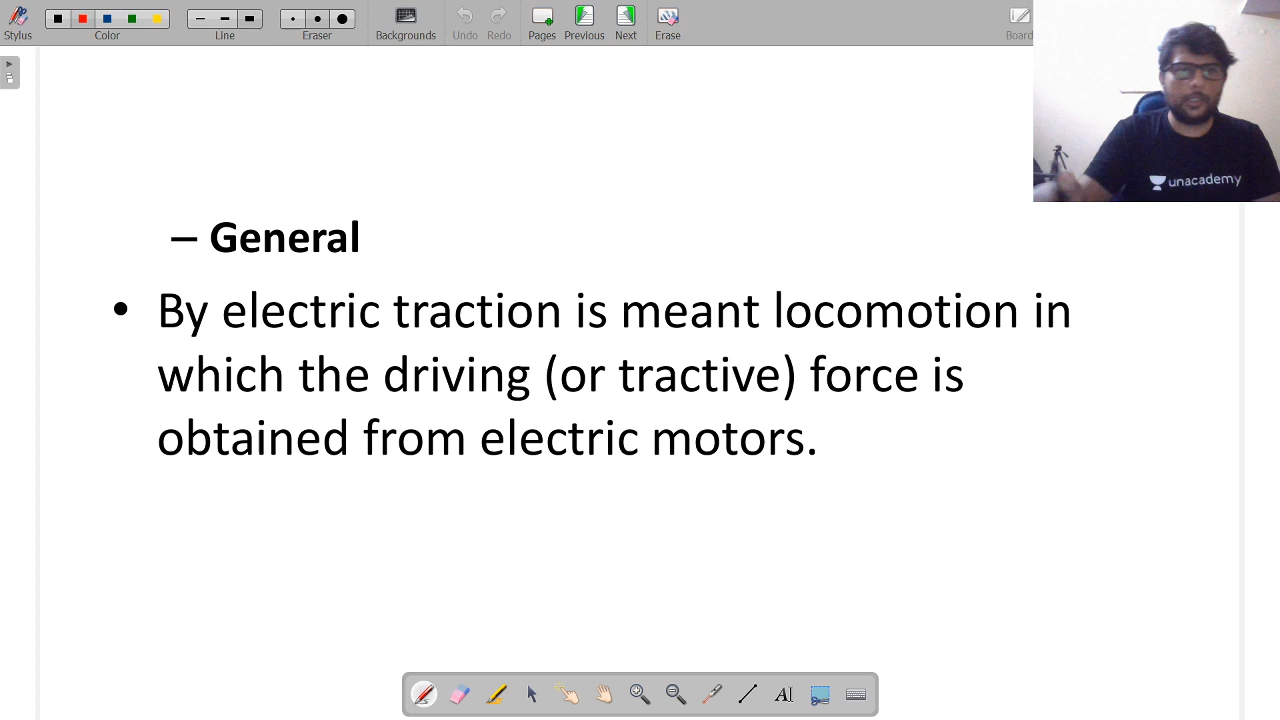 Stylus
Color
Line
Eraser
Backgrounds
Undo
Redo
Pages
Previous
Next
Erase
Board
unacademy
– General
• By electric traction is meant locomotion in
which the driving (or tractive) force is
obtained from electric motors.
AI